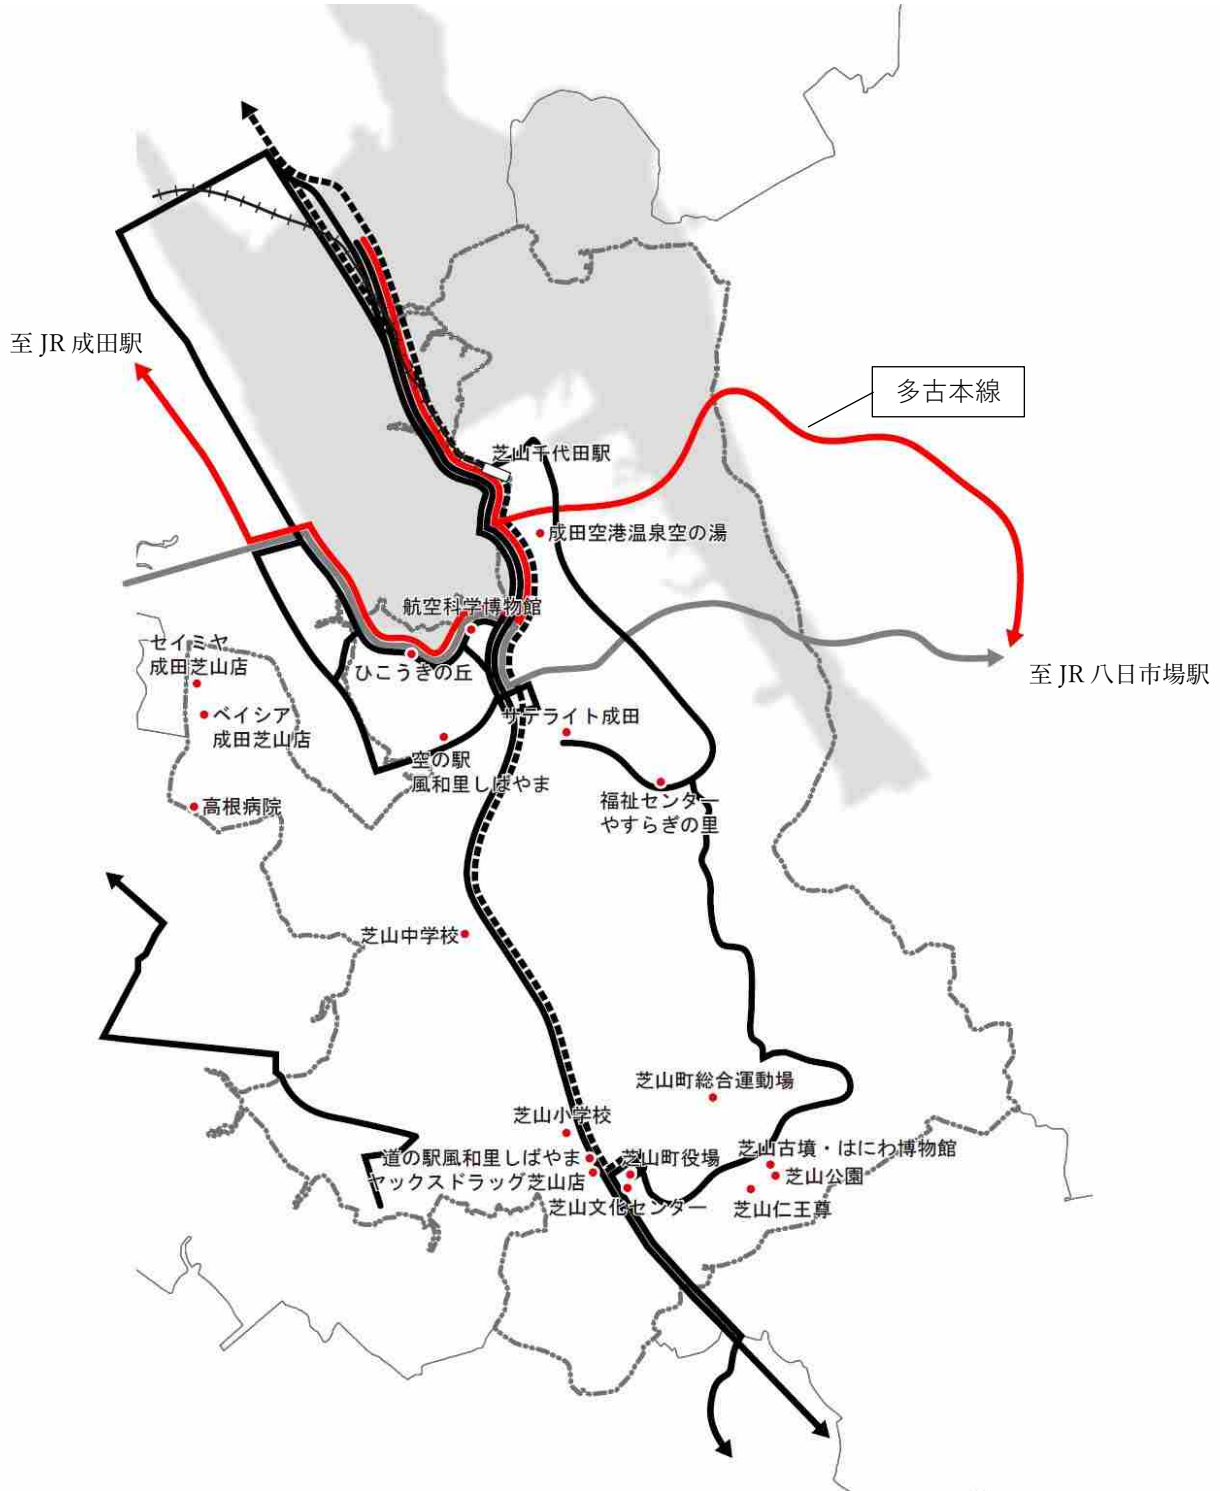 至 JR 成田駅
多古本線
芝山千代田駅
成田空港温泉空の湯
航空科学博物館
セイミヤ
成田芝山店
ひこうきの丘
至 JR 八日市場駅
ベイシア
成田芝山店
サテライト成田
空の駅
風和里しばやま
高根病院
福祉センター
やすらぎの里
芝山中学校
芝山町総合運動場
芝山小学校
芝山古墳・はにわ博物館
道の駅風和里しばやま
芝山町役場
ヤックスドラッグ芝山店
芝山公園
芝山文化センター
芝山仁王尊